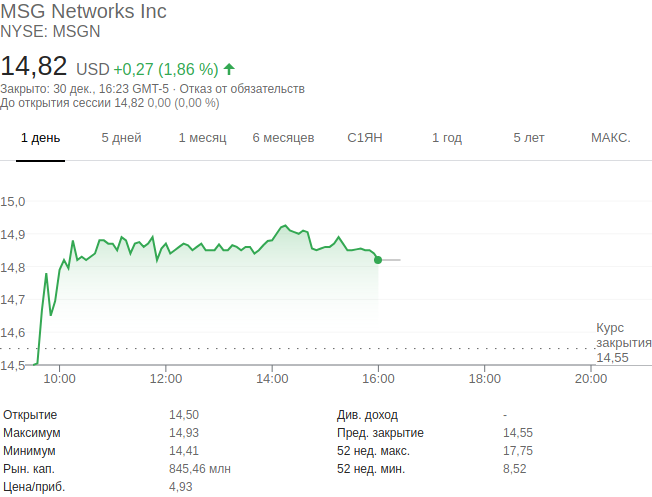 MSG Networks Inc
NYSE: MSGN
14,82 USD +0,27 (1,86 %)
Закрыто: 30 дек., 16:23 GMT-5 · Отказ от обязательств
До открытия сессии 14,82 0,00 (0,00 %)
1 день 5 дней 1 месяц 6 месяцев С1ЯН 1 год 5 лет МАКС.
15,0
14,9
14,8
14,7
14,6
14,5
Курс
закрытия
14,55
10:00 12:00 14:00 16:00 18:00 20:00
Открытие 14,50 Див. доход -
Максимум 14,93 Пред. закрытие 14,55
Минимум 14,41 52 нед. макс. 17,75
Рын. кап. 845,46 млн 52 нед. мин. 8,52
Цена/приб. 4,93